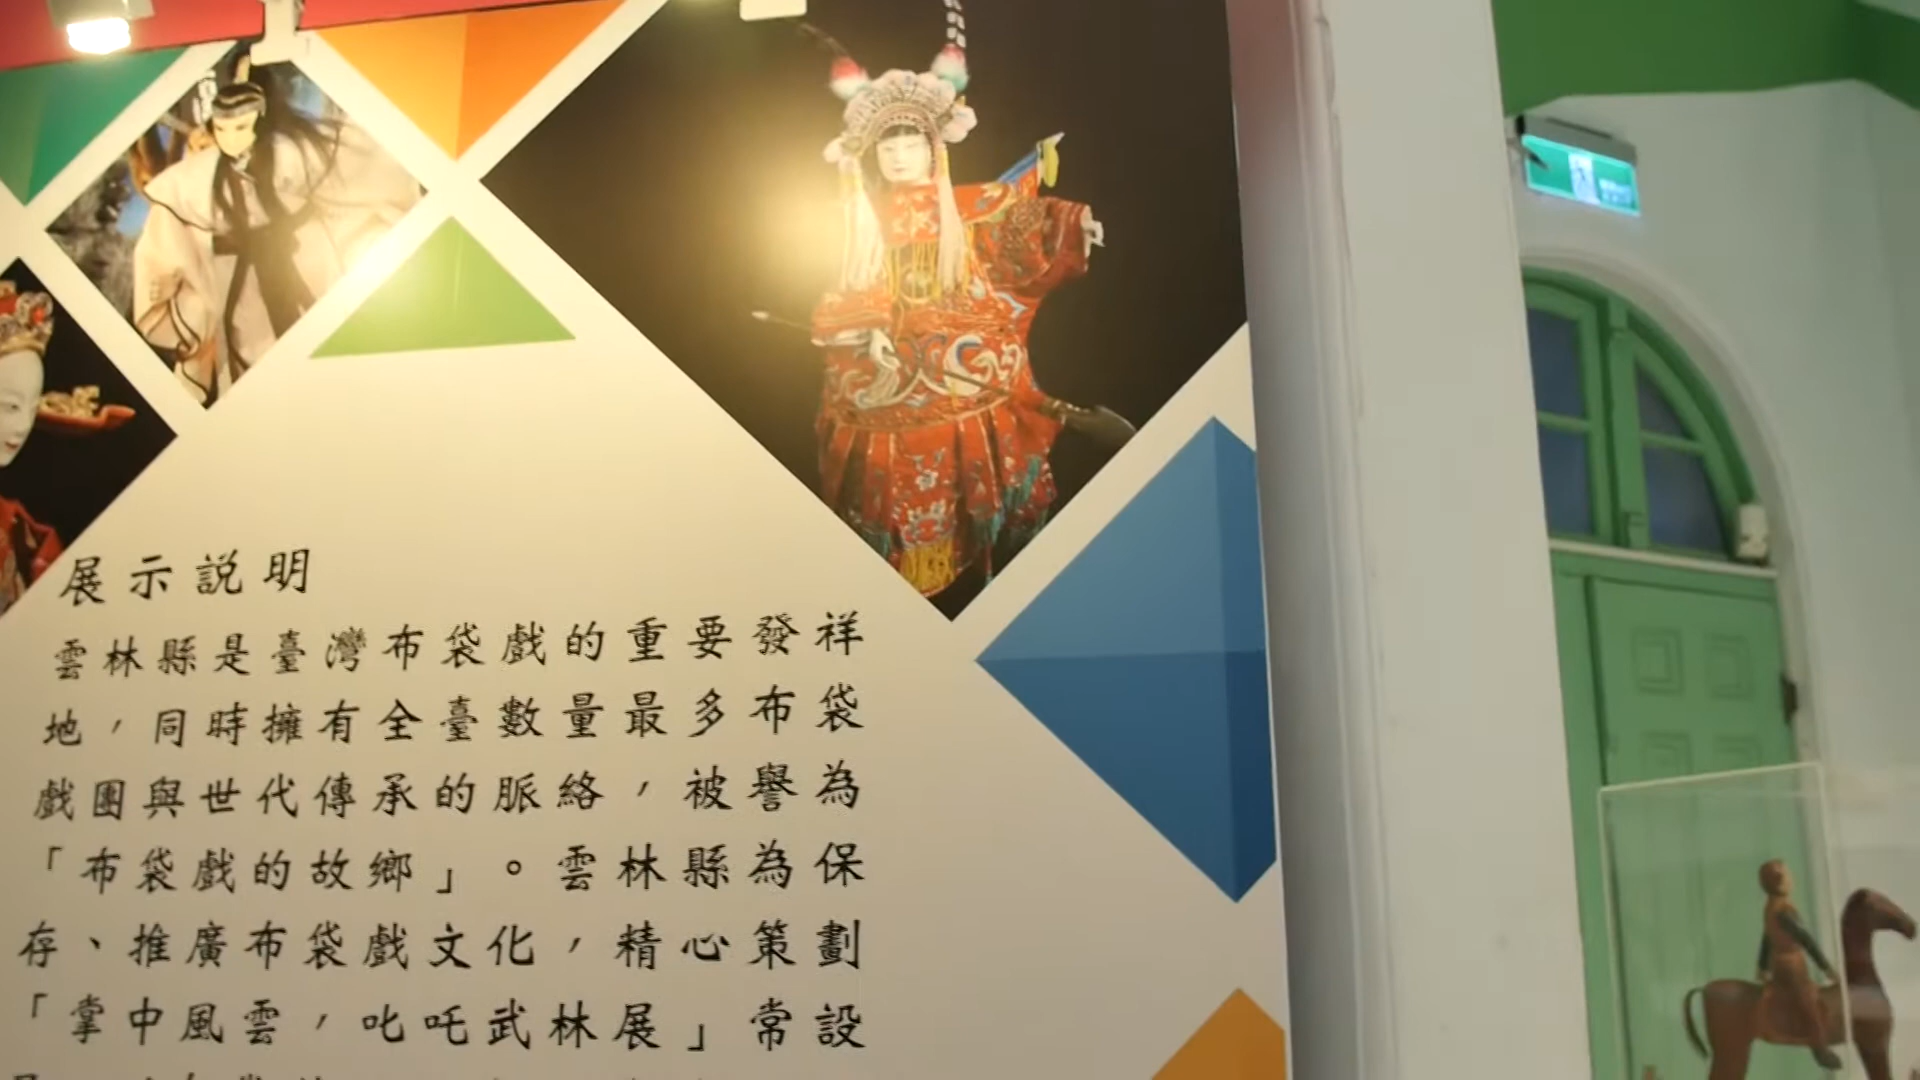 展示說明
雲林縣是臺灣布袋戲的重要發祥
地，同時擁有全臺數量最多布袋
戲團與世代傳承的脈絡，被譽為
「布袋戲的故鄉」。雲林縣為保
存、推廣布袋戲文化，精心策劃
「掌中風雲，叱吒武林展」常設